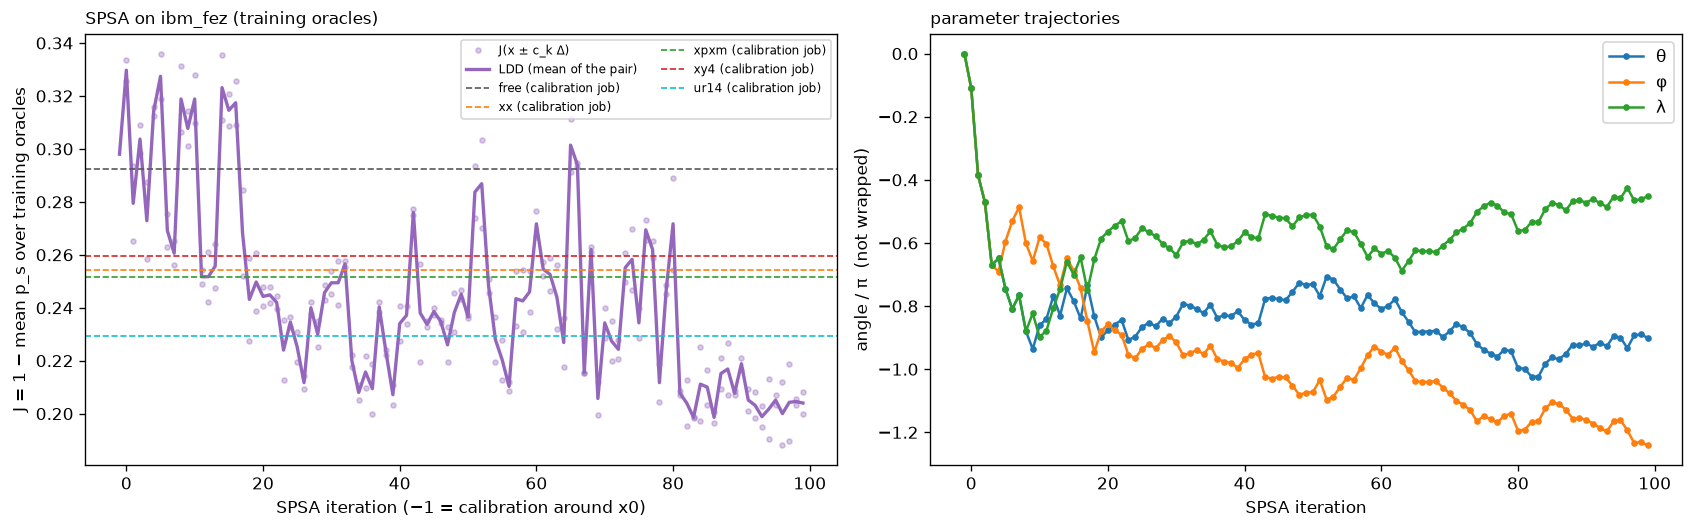 SPSA on ibm_fez (training oracles)
J = 1 − mean p_s over training oracles
0.34
0.32
0.30
0.28
0.26
0.24
0.22
0.20
J(x ± c_k Δ)
LDD (mean of the pair)
free (calibration job)
xx (calibration job)
xpxm (calibration job)
xy4 (calibration job)
ur14 (calibration job)
0 20 40 60 80 100
SPSA iteration (−1 = calibration around x0)
parameter trajectories
angle / π (not wrapped)
0.0
−0.2
−0.4
−0.6
−0.8
−1.0
−1.2
θ
φ
λ
0 20 40 60 80 100
SPSA iteration